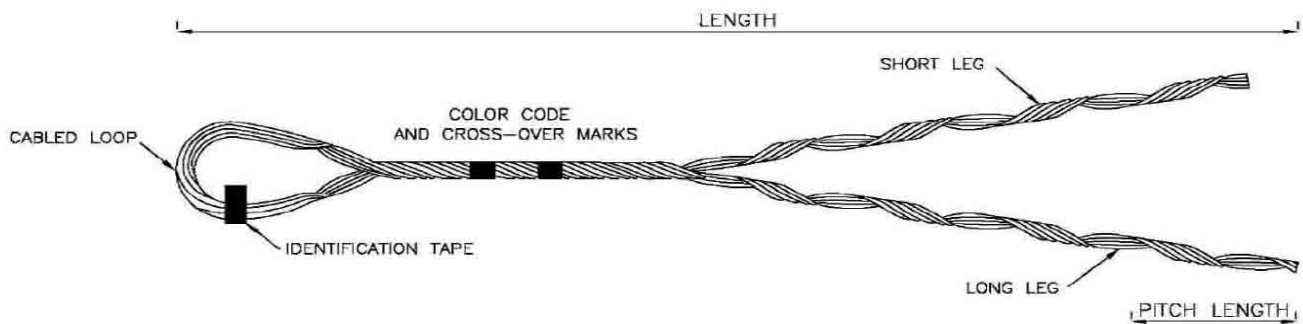 LENGTH
SHORT LEG
COLOR CODE
AND CROSS-OVER MARKS
CABLED LOOP
IDENTIFICATION TAPE
LONG LEG
PITCH LENGTH